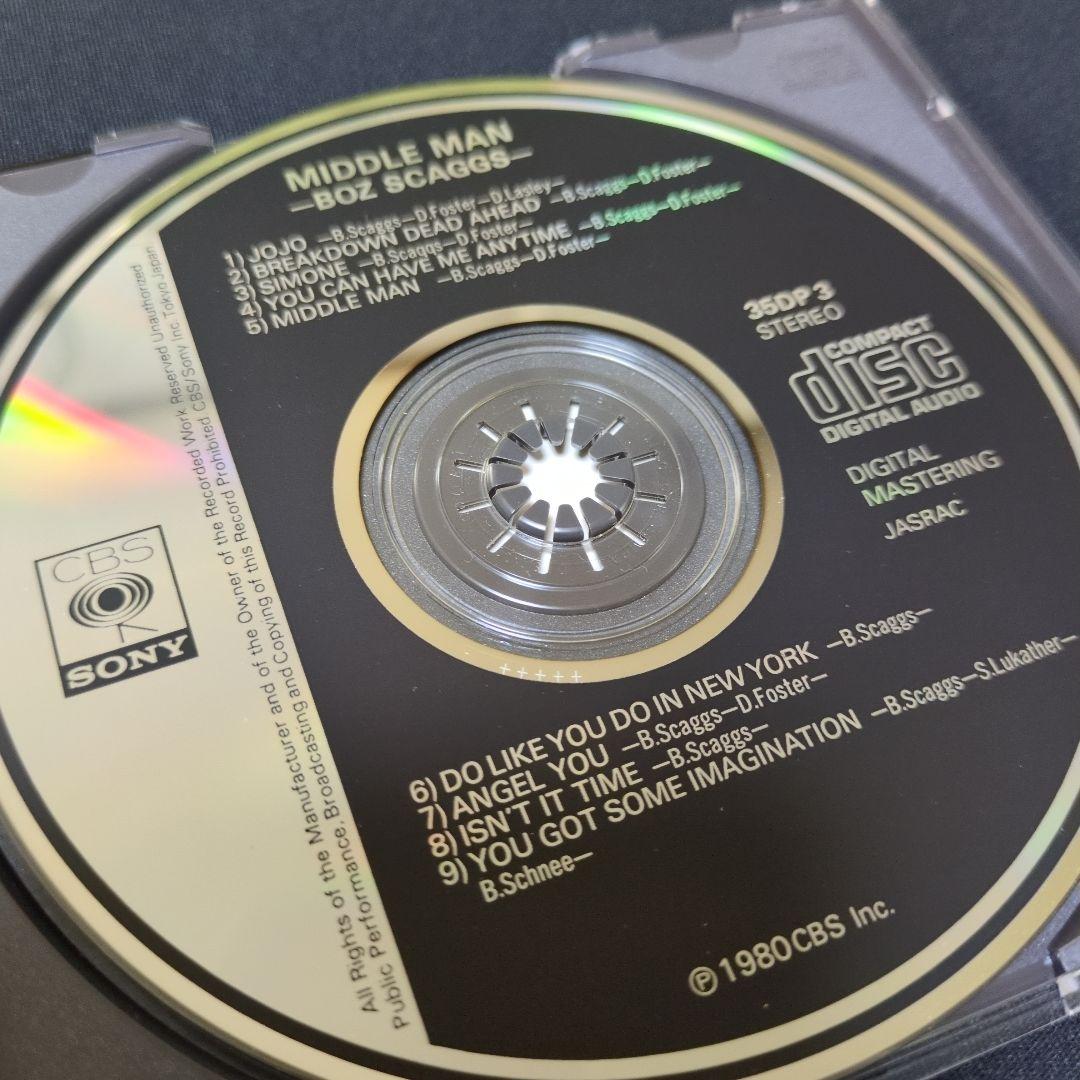 MIDDLE MAN
—BOZ SCAGGS—
1) JOJO —B.Scaggs—D.Foster—D.Lasley—
2) BREAKDOWN DEAD AHEAD —B.Scaggs—D.Foster—
3) SIMONE —B.Scaggs—D.Foster—
4) YOU CAN HAVE ME ANYTIME —B.Scaggs—D.Foster—
5) MIDDLE MAN —B.Scaggs—D.Foster—
35DP 3
STEREO
COMPACT
disc
DIGITAL AUDIO
DIGITAL
MASTERING
JASRAC
CBS
SONY
All Rights of the Manufacturer and of the Owner of the Recorded Work Reserved Unauthorized
Public Performance, Broadcasting and Copying of this Record Prohibited CBS/Sony Inc. Tokyo Japan
+++++
6) DO LIKE YOU DO IN NEW YORK —B.Scaggs—
7) ANGEL YOU —B.Scaggs—D.Foster—
8) ISN'T IT TIME —B.Scaggs—
9) YOU GOT SOME IMAGINATION —B.Scaggs—S.Lukather—
B.Schnee—
Ⓟ1980 CBS Inc.